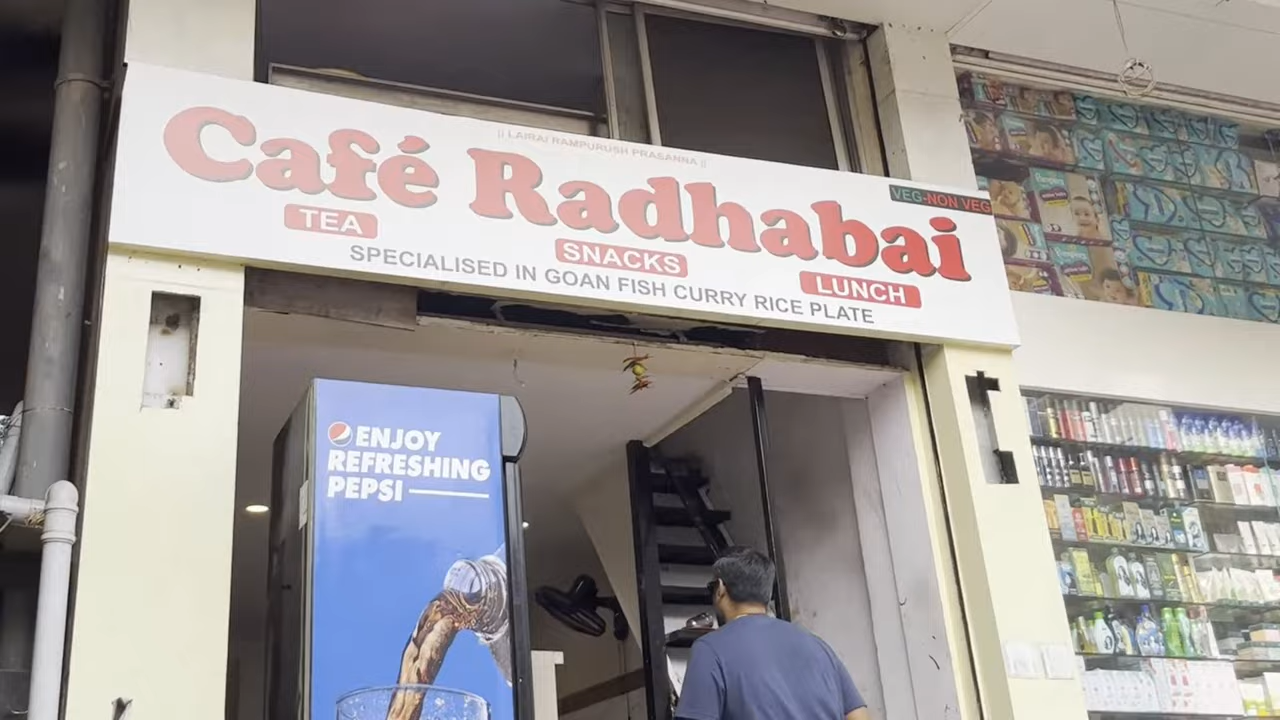 || LAIRAI RAMPURUSH PRASANNA ||
Café Radhabai
VEG-NON VEG
TEA
SNACKS
LUNCH
SPECIALISED IN GOAN FISH CURRY RICE PLATE
ENJOY
REFRESHING
PEPSI
Pampers